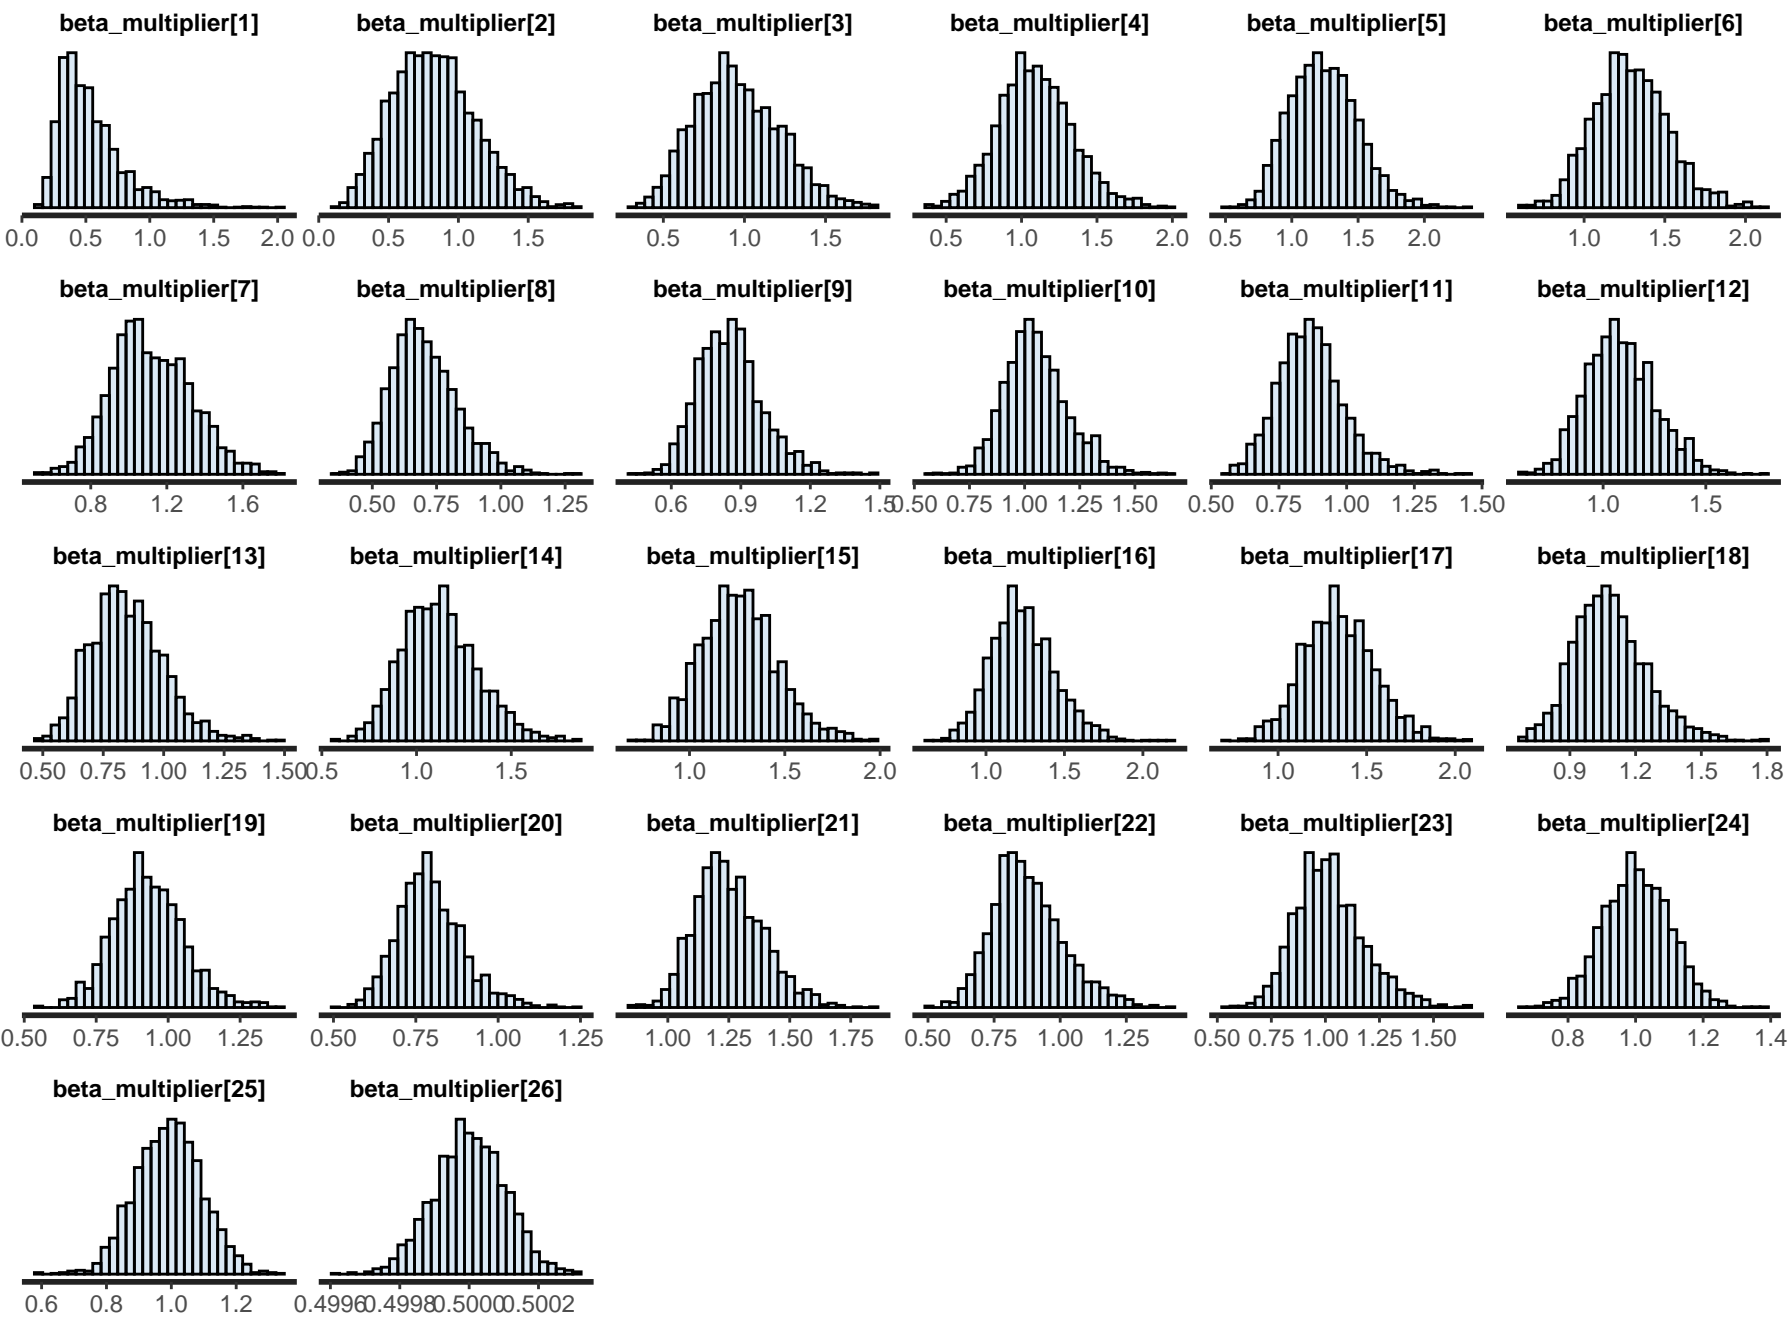 beta_multiplier[1] beta_multiplier[2] beta_multiplier[3] beta_multiplier[4] beta_multiplier[5] beta_multiplier[6]
0.0 0.5 1.0 1.5 2.0 0.0 0.5 1.0 1.5 0.5 1.0 1.5 0.5 1.0 1.5 2.0 0.5 1.0 1.5 2.0 1.0 1.5 2.0
beta_multiplier[7] beta_multiplier[8] beta_multiplier[9] beta_multiplier[10] beta_multiplier[11] beta_multiplier[12]
0.8 1.2 1.6 0.50 0.75 1.00 1.25 0.6 0.9 1.2 1.5 0.50 0.75 1.00 1.25 1.50 0.50 0.75 1.00 1.25 1.50 1.0 1.5
beta_multiplier[13] beta_multiplier[14] beta_multiplier[15] beta_multiplier[16] beta_multiplier[17] beta_multiplier[18]
0.50 0.75 1.00 1.25 1.50 0.5 1.0 1.5 1.0 1.5 2.0 1.0 1.5 2.0 1.0 1.5 2.0 0.9 1.2 1.5 1.8
beta_multiplier[19] beta_multiplier[20] beta_multiplier[21] beta_multiplier[22] beta_multiplier[23] beta_multiplier[24]
0.50 0.75 1.00 1.25 0.50 0.75 1.00 1.25 1.00 1.25 1.50 1.75 0.50 0.75 1.00 1.25 0.50 0.75 1.00 1.25 1.50 0.8 1.0 1.2 1.4
beta_multiplier[25] beta_multiplier[26]
0.6 0.8 1.0 1.2 0.4996 0.4998 0.5000 0.5002